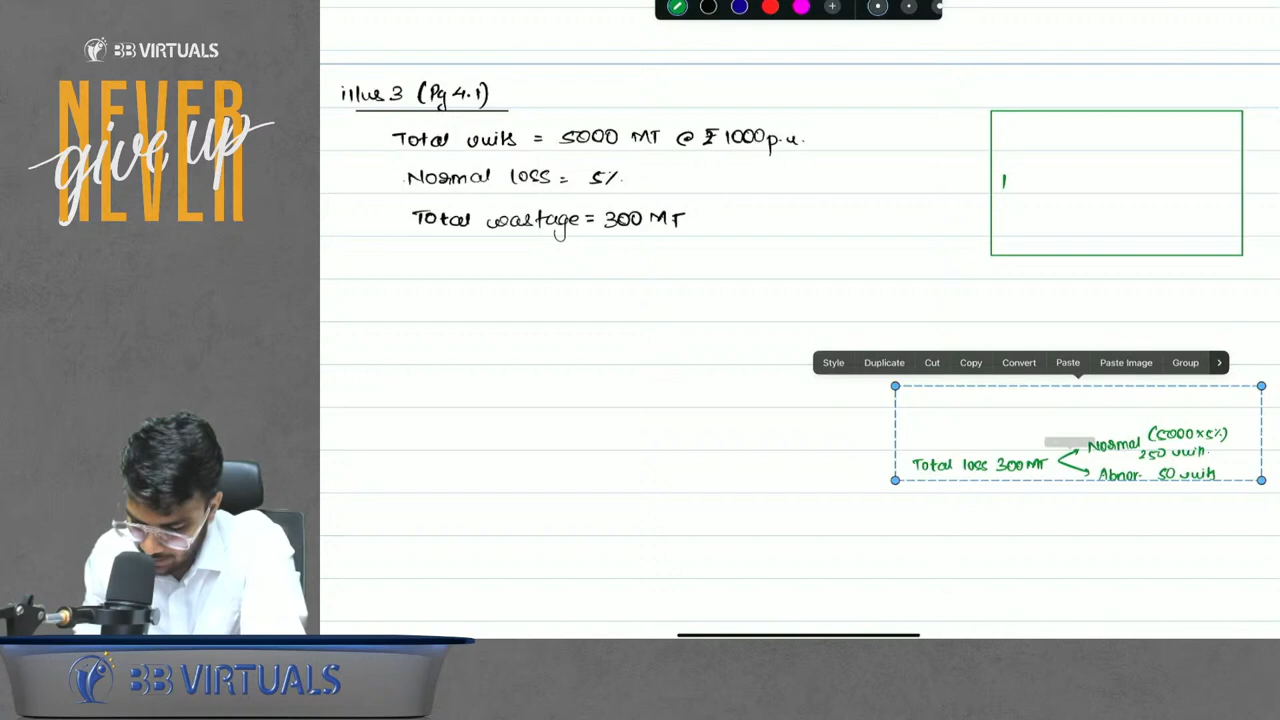 BB VIRTUALS
NEVER
give up
NEVER
illus 3 (Pg 4.1)
Total units = 5000 MT @ ₹ 1000 p.u.
Normal loss = 5%
Total wastage = 300 MT
Style Duplicate Cut Copy Convert Paste Paste Image Group
Total loss 300MT
Normal (5000×5%)
250 units.
Abnor. 50 units
BB VIRTUALS